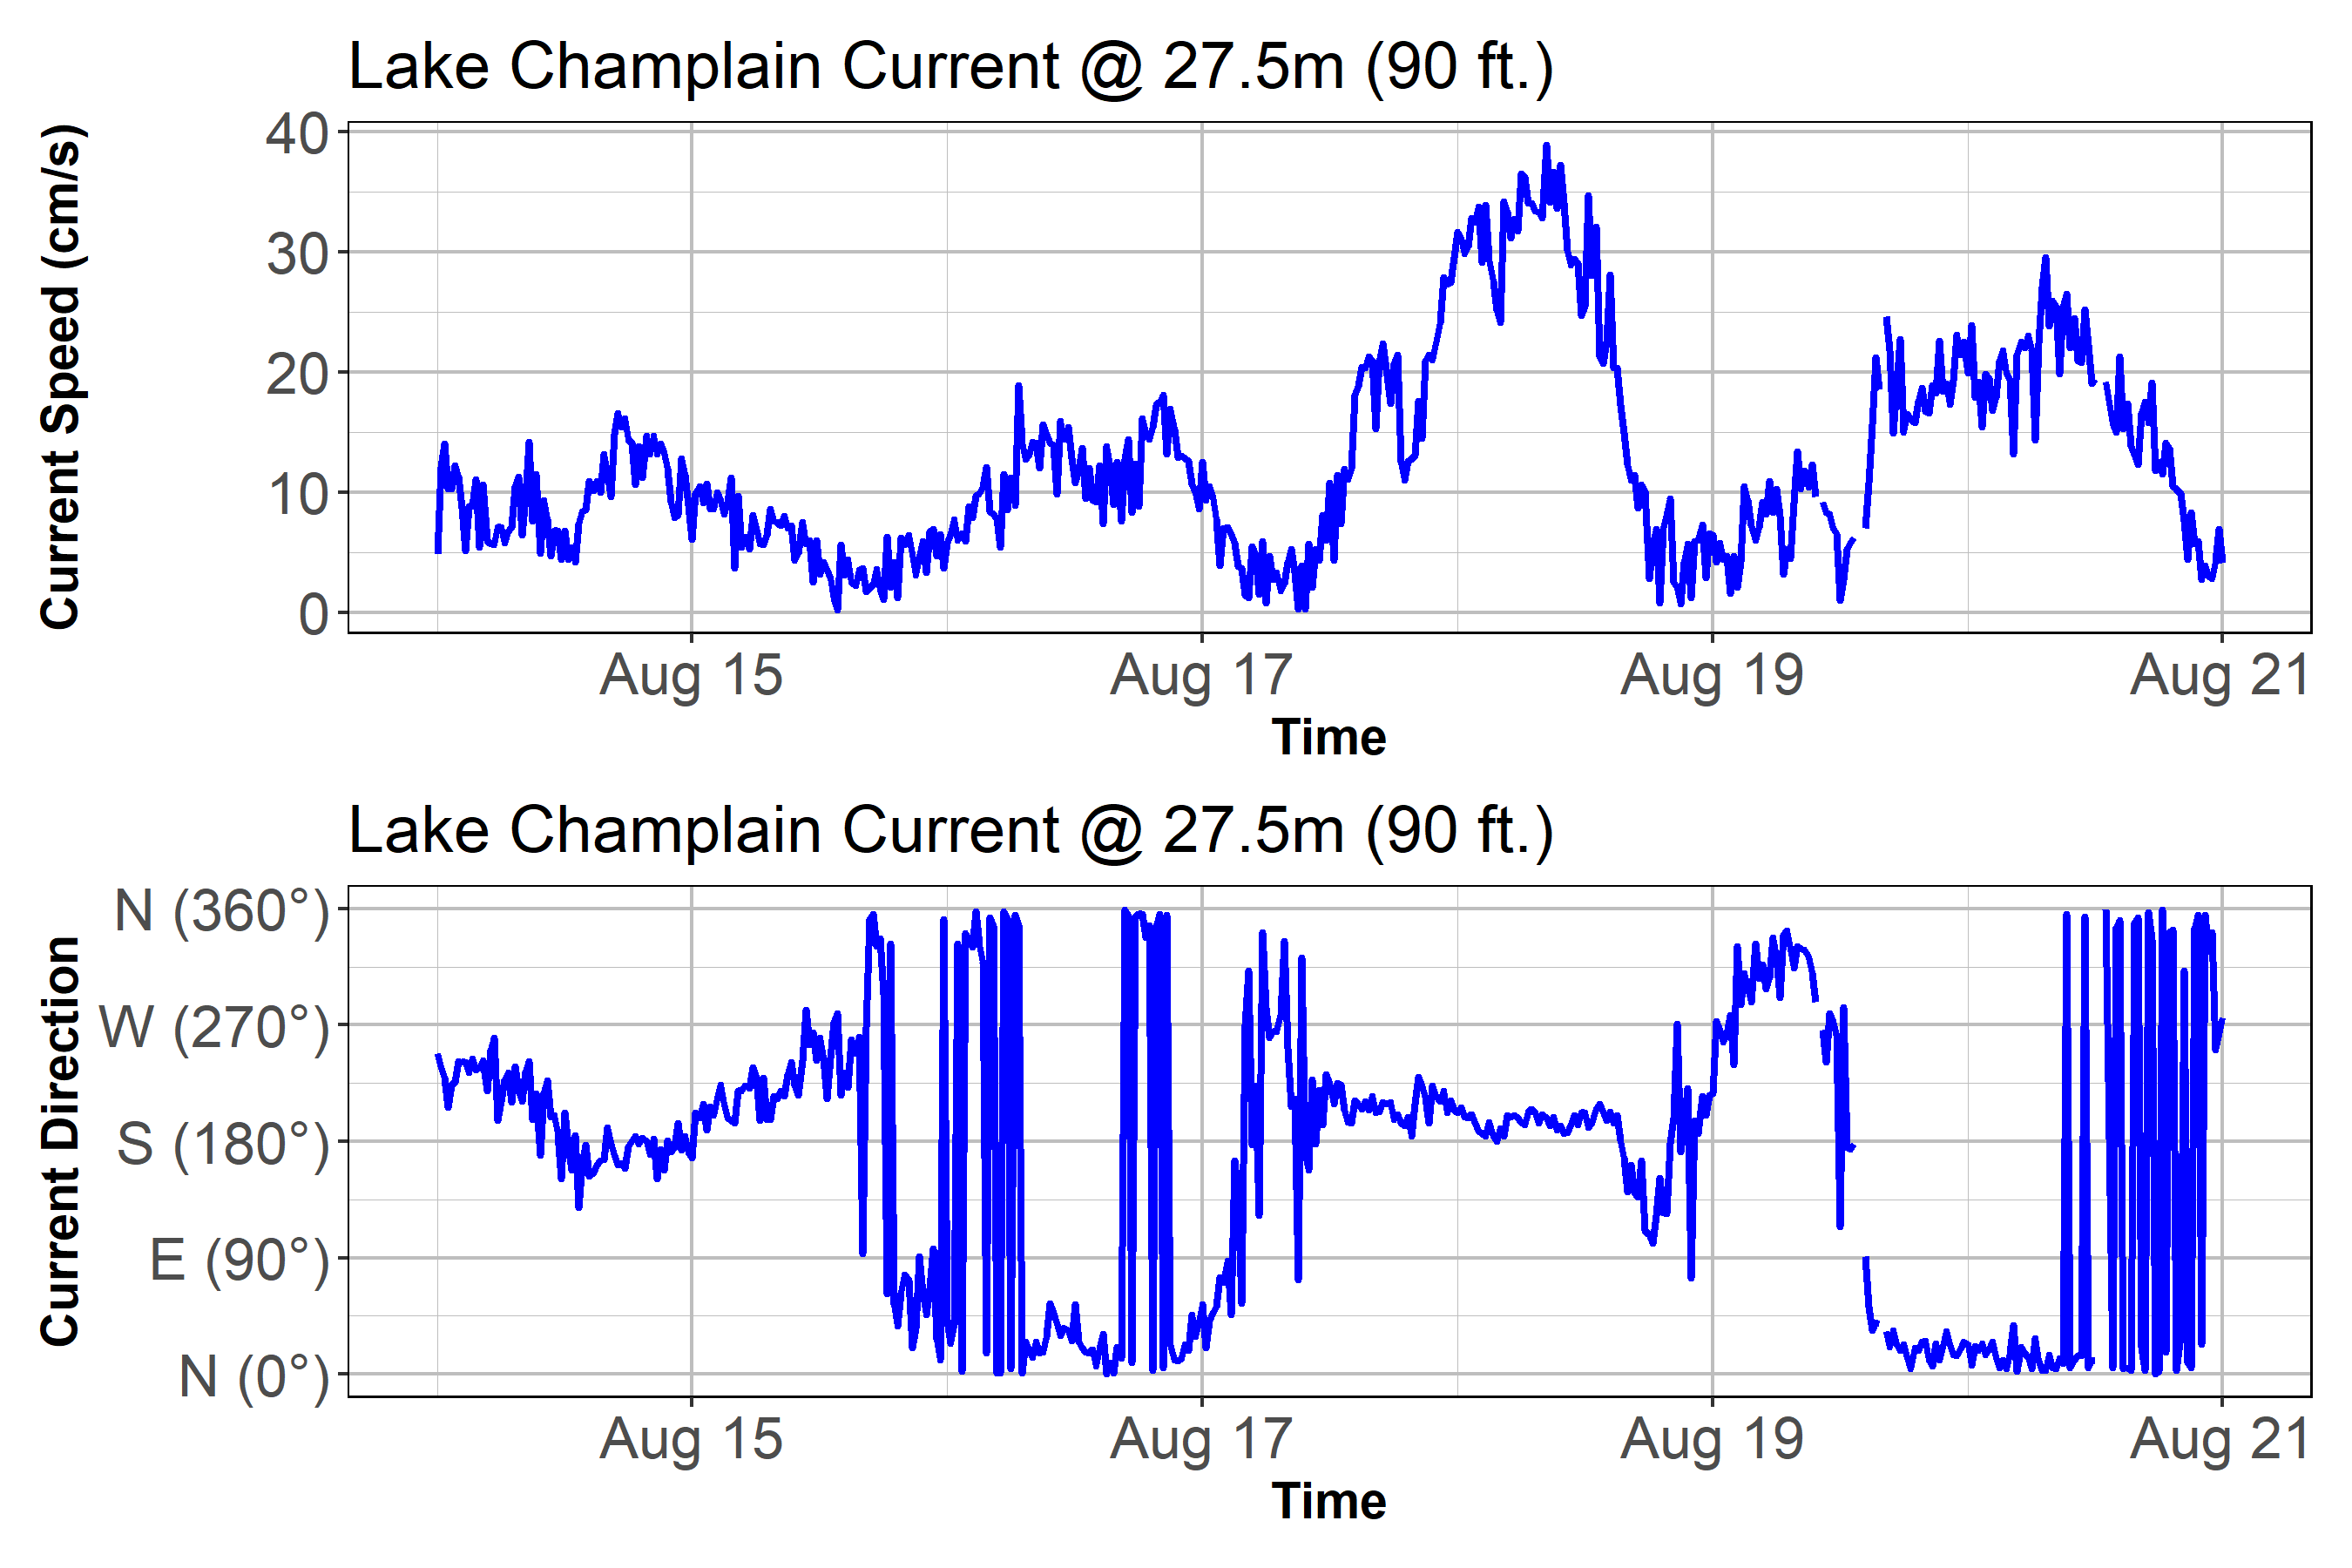 Lake Champlain Current @ 27.5m (90 ft.)
Current Speed (cm/s)
40
30
20
10
0
Aug 15 Aug 17 Aug 19 Aug 21
Time
Lake Champlain Current @ 27.5m (90 ft.)
Current Direction
N (360°)
W (270°)
S (180°)
E (90°)
N (0°)
Aug 15 Aug 17 Aug 19 Aug 21
Time